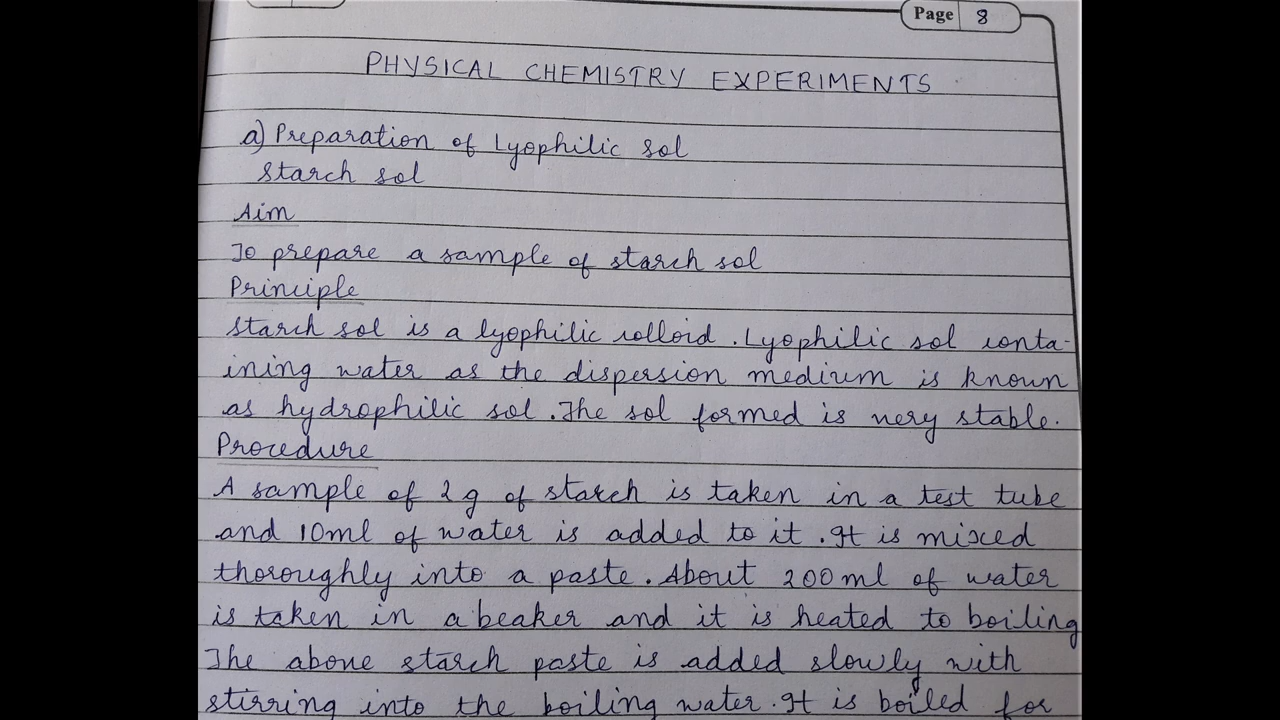 Page 8
PHYSICAL CHEMISTRY EXPERIMENTS
a) Preparation of Lyophilic sol
Starch sol
Aim
To prepare a sample of starch sol
Principle
Starch sol is a lyophilic colloid. Lyophilic sol conta-
ining water as the dispersion medium is known
as hydrophilic sol. The sol formed is very stable.
Procedure
A sample of 2g of starch is taken in a test tube
and 10ml of water is added to it. It is mixed
thoroughly into a paste. About 200ml of water
is taken in a beaker and it is heated to boiling
The above starch paste is added slowly with
stirring into the boiling water. It is boiled for